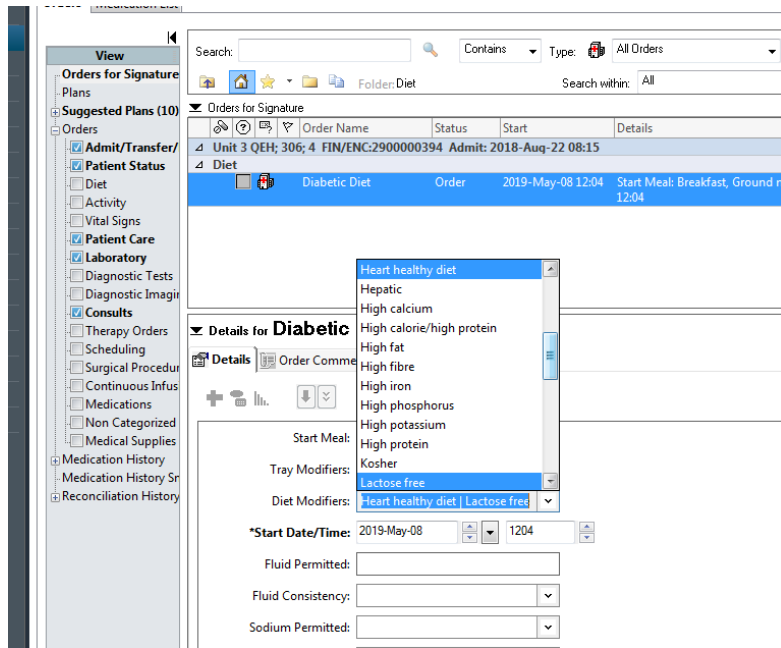 Search: Contains Type: All Orders
View
Orders for Signature
Plans
Suggested Plans (10)
Orders
Admit/Transfer/
Patient Status
Diet
Activity
Vital Signs
Patient Care
Laboratory
Diagnostic Tests
Diagnostic Imagin
Consults
Therapy Orders
Scheduling
Surgical Procedur
Continuous Infus
Medications
Non Categorized
Medical Supplies
Medication History
Medication History Sn
Reconciliation History
Folder: Diet Search within: All
Orders for Signature
Order Name Status Start Details
Unit 3 QEH; 306; 4 FIN/ENC:2900000394 Admit: 2018-Aug-22 08:15
Diet
Diabetic Diet Order 2019-May-08 12:04 Start Meal: Breakfast, Ground
12:04
Heart healthy diet
Hepatic
High calcium
High calorie/high protein
High fat
High fibre
High iron
High phosphorus
High potassium
High protein
Kosher
Lactose free
Details for Diabetic
Details Order Comme
Start Meal:
Tray Modifiers:
Diet Modifiers: Heart healthy diet | Lactose free
*Start Date/Time: 2019-May-08 1204
Fluid Permitted:
Fluid Consistency:
Sodium Permitted: